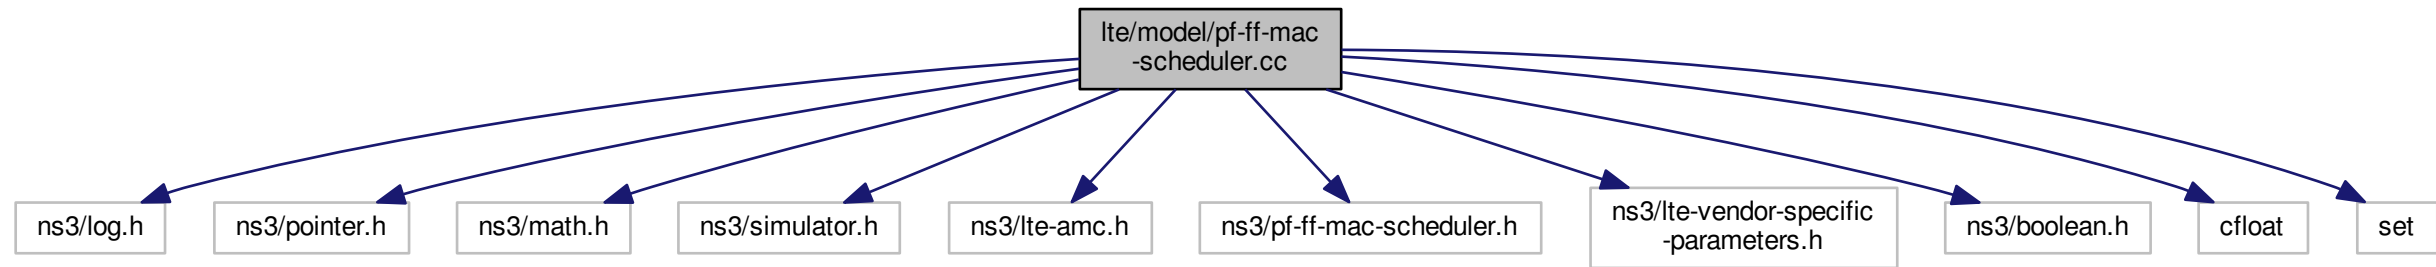 lte/model/pf-ff-mac
-scheduler.cc
ns3/log.h
ns3/pointer.h
ns3/math.h
ns3/simulator.h
ns3/lte-amc.h
ns3/pf-ff-mac-scheduler.h
ns3/lte-vendor-specific
-parameters.h
ns3/boolean.h
cfloat
set